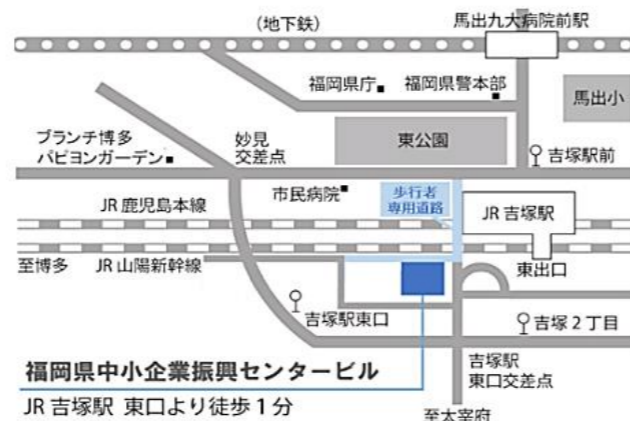 （地下鉄）
馬出九大病院前駅
福岡県庁
福岡県警本部
馬出小
ブランチ博多
パピヨンガーデン
妙見
交差点
東公園
吉塚駅前
市民病院
歩行者
専用道路
JR 鹿児島本線
JR 吉塚駅
至博多
JR 山陽新幹線
東出口
吉塚駅東口
吉塚 2 丁目
福岡県中小企業振興センタービル
吉塚駅
東口交差点
JR 吉塚駅 東口より徒歩 1 分
至太宰府